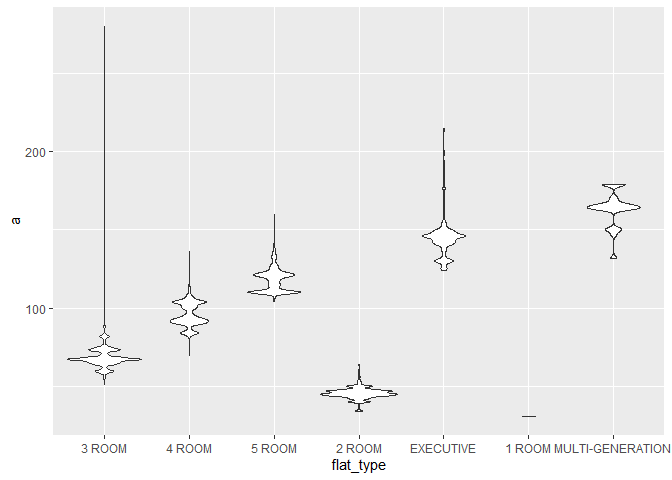 200
a
100
3 ROOM 4 ROOM 5 ROOM 2 ROOM EXECUTIVE 1 ROOM MULTI-GENERATION
flat_type